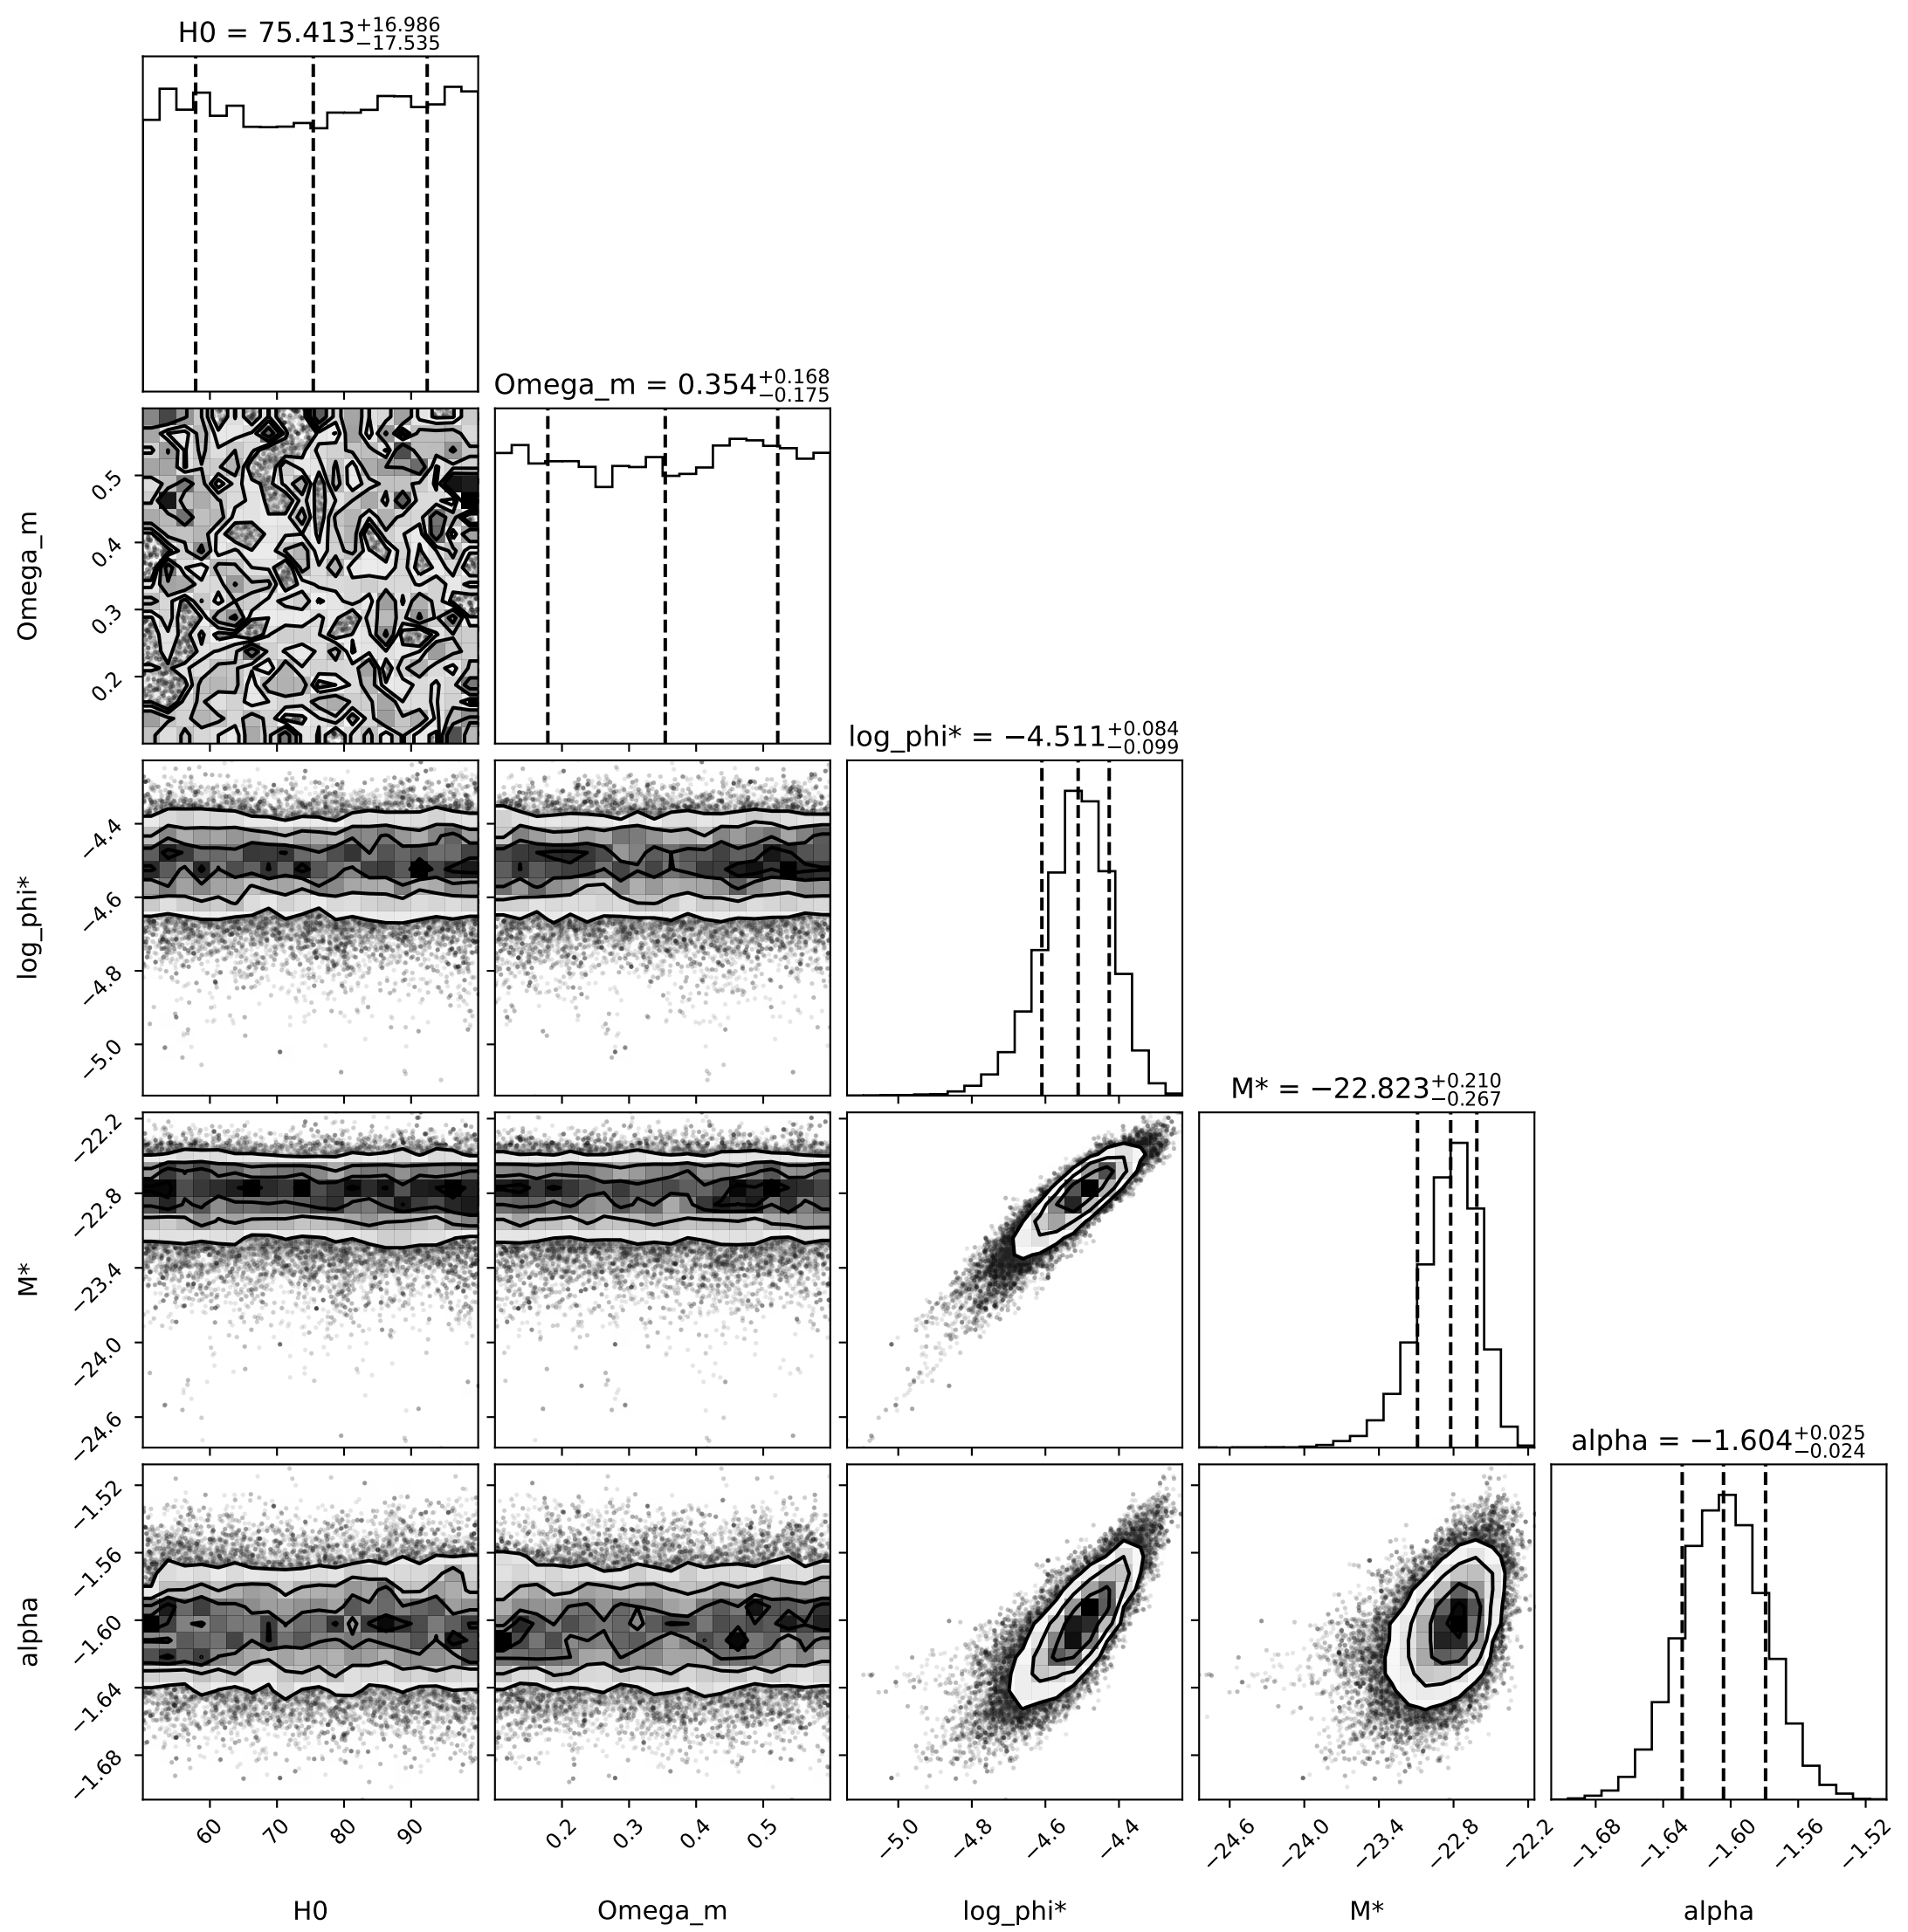 H0 = 75.413+16.986−17.535
Omega_m = 0.354+0.168−0.175
0.5
0.4
0.3
0.2
Omega_m
log_phi* = −4.511+0.084−0.099
−4.4
−4.6
−4.8
−5.0
log_phi*
M* = −22.823+0.210−0.267
−22.2
−22.8
−23.4
−24.0
−24.6
M*
alpha = −1.604+0.025−0.024
−1.52
−1.56
−1.60
−1.64
−1.68
alpha
60 70 80 90 0.2 0.3 0.4 0.5 −5.0 −4.8 −4.6 −4.4 −24.6 −24.0 −23.4 −22.8 −22.2 −1.68 −1.64 −1.60 −1.56 −1.52
H0 Omega_m log_phi* M* alpha